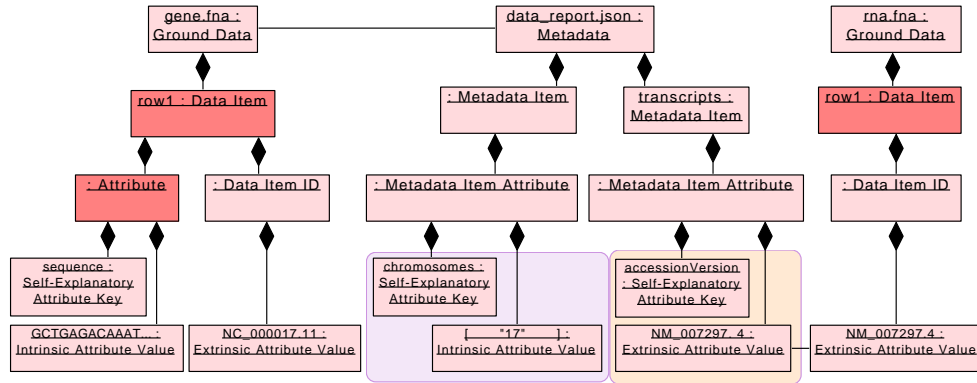 gene.fna :
Ground Data
data_report.json :
Metadata
rna.fna :
Ground Data
row1 : Data Item
: Metadata Item
transcripts :
Metadata Item
row1 : Data Item
: Attribute
: Data Item ID
: Metadata Item Attribute
: Metadata Item Attribute
: Data Item ID
sequence :
Self-Explanatory
Attribute Key
chromosomes :
Self-Explanatory
Attribute Key
accessionVersion
: Self-Explanatory
Attribute Key
GCTGAGACAAAT... :
Intrinsic Attribute Value
NC_000017.11 :
Extrinsic Attribute Value
[ "17" ] :
Intrinsic Attribute Value
NM_007297. 4 :
Extrinsic Attribute Value
NM_007297.4 :
Extrinsic Attribute Value